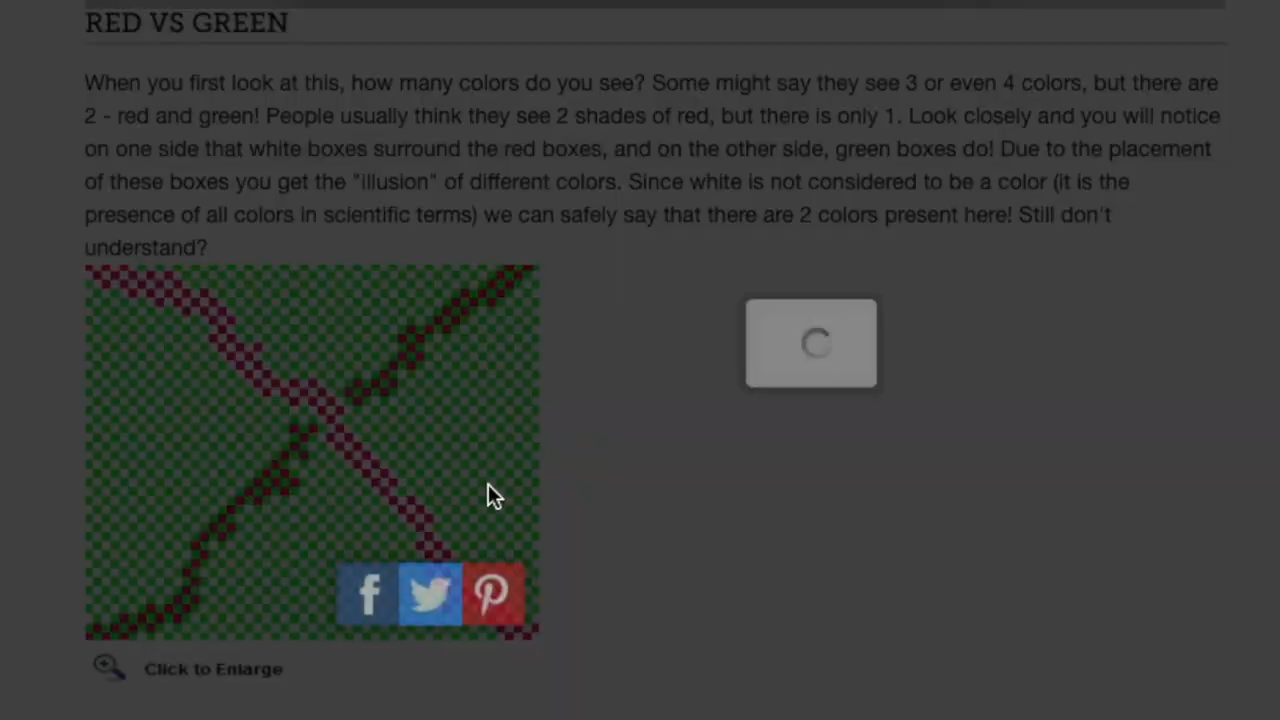 RED VS GREEN
When you first look at this, how many colors do you see? Some might say they see 3 or even 4 colors, but there are
2 - red and green! People usually think they see 2 shades of red, but there is only 1. Look closely and you will notice
on one side that white boxes surround the red boxes, and on the other side, green boxes do! Due to the placement
of these boxes you get the "illusion" of different colors. Since white is not considered to be a color (it is the
presence of all colors in scientific terms) we can safely say that there are 2 colors present here! Still don't
understand?
Click to Enlarge